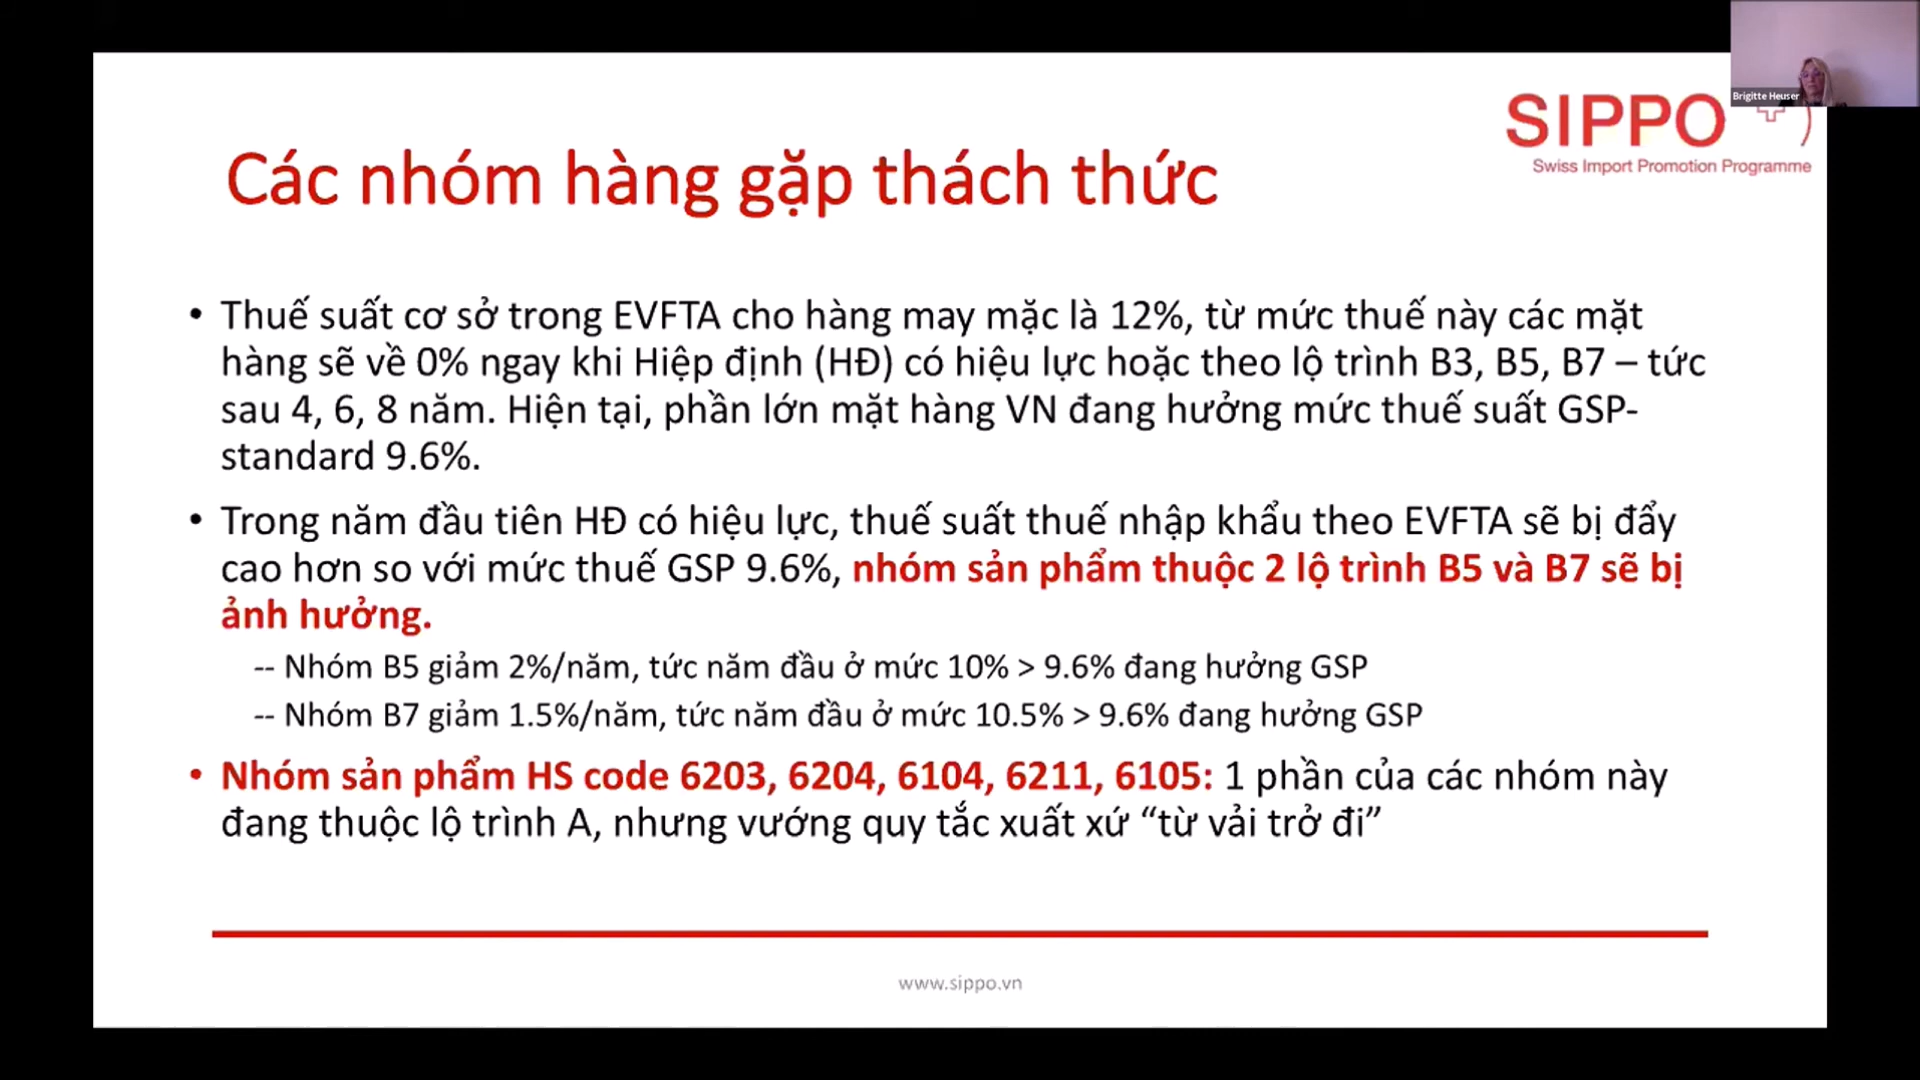 Brigitte Heuser
SIPPO
Swiss Import Promotion Programme
Các nhóm hàng gặp thách thức
• Thuế suất cơ sở trong EVFTA cho hàng may mặc là 12%, từ mức thuế này các mặt
hàng sẽ về 0% ngay khi Hiệp định (HĐ) có hiệu lực hoặc theo lộ trình B3, B5, B7 – tức
sau 4, 6, 8 năm. Hiện tại, phần lớn mặt hàng VN đang hưởng mức thuế suất GSP-
standard 9.6%.
• Trong năm đầu tiên HĐ có hiệu lực, thuế suất thuế nhập khẩu theo EVFTA sẽ bị đẩy
cao hơn so với mức thuế GSP 9.6%, nhóm sản phẩm thuộc 2 lộ trình B5 và B7 sẽ bị
ảnh hưởng.
-- Nhóm B5 giảm 2%/năm, tức năm đầu ở mức 10% > 9.6% đang hưởng GSP
-- Nhóm B7 giảm 1.5%/năm, tức năm đầu ở mức 10.5% > 9.6% đang hưởng GSP
• Nhóm sản phẩm HS code 6203, 6204, 6104, 6211, 6105: 1 phần của các nhóm này
đang thuộc lộ trình A, nhưng vướng quy tắc xuất xứ “từ vải trở đi”
www.sippo.vn